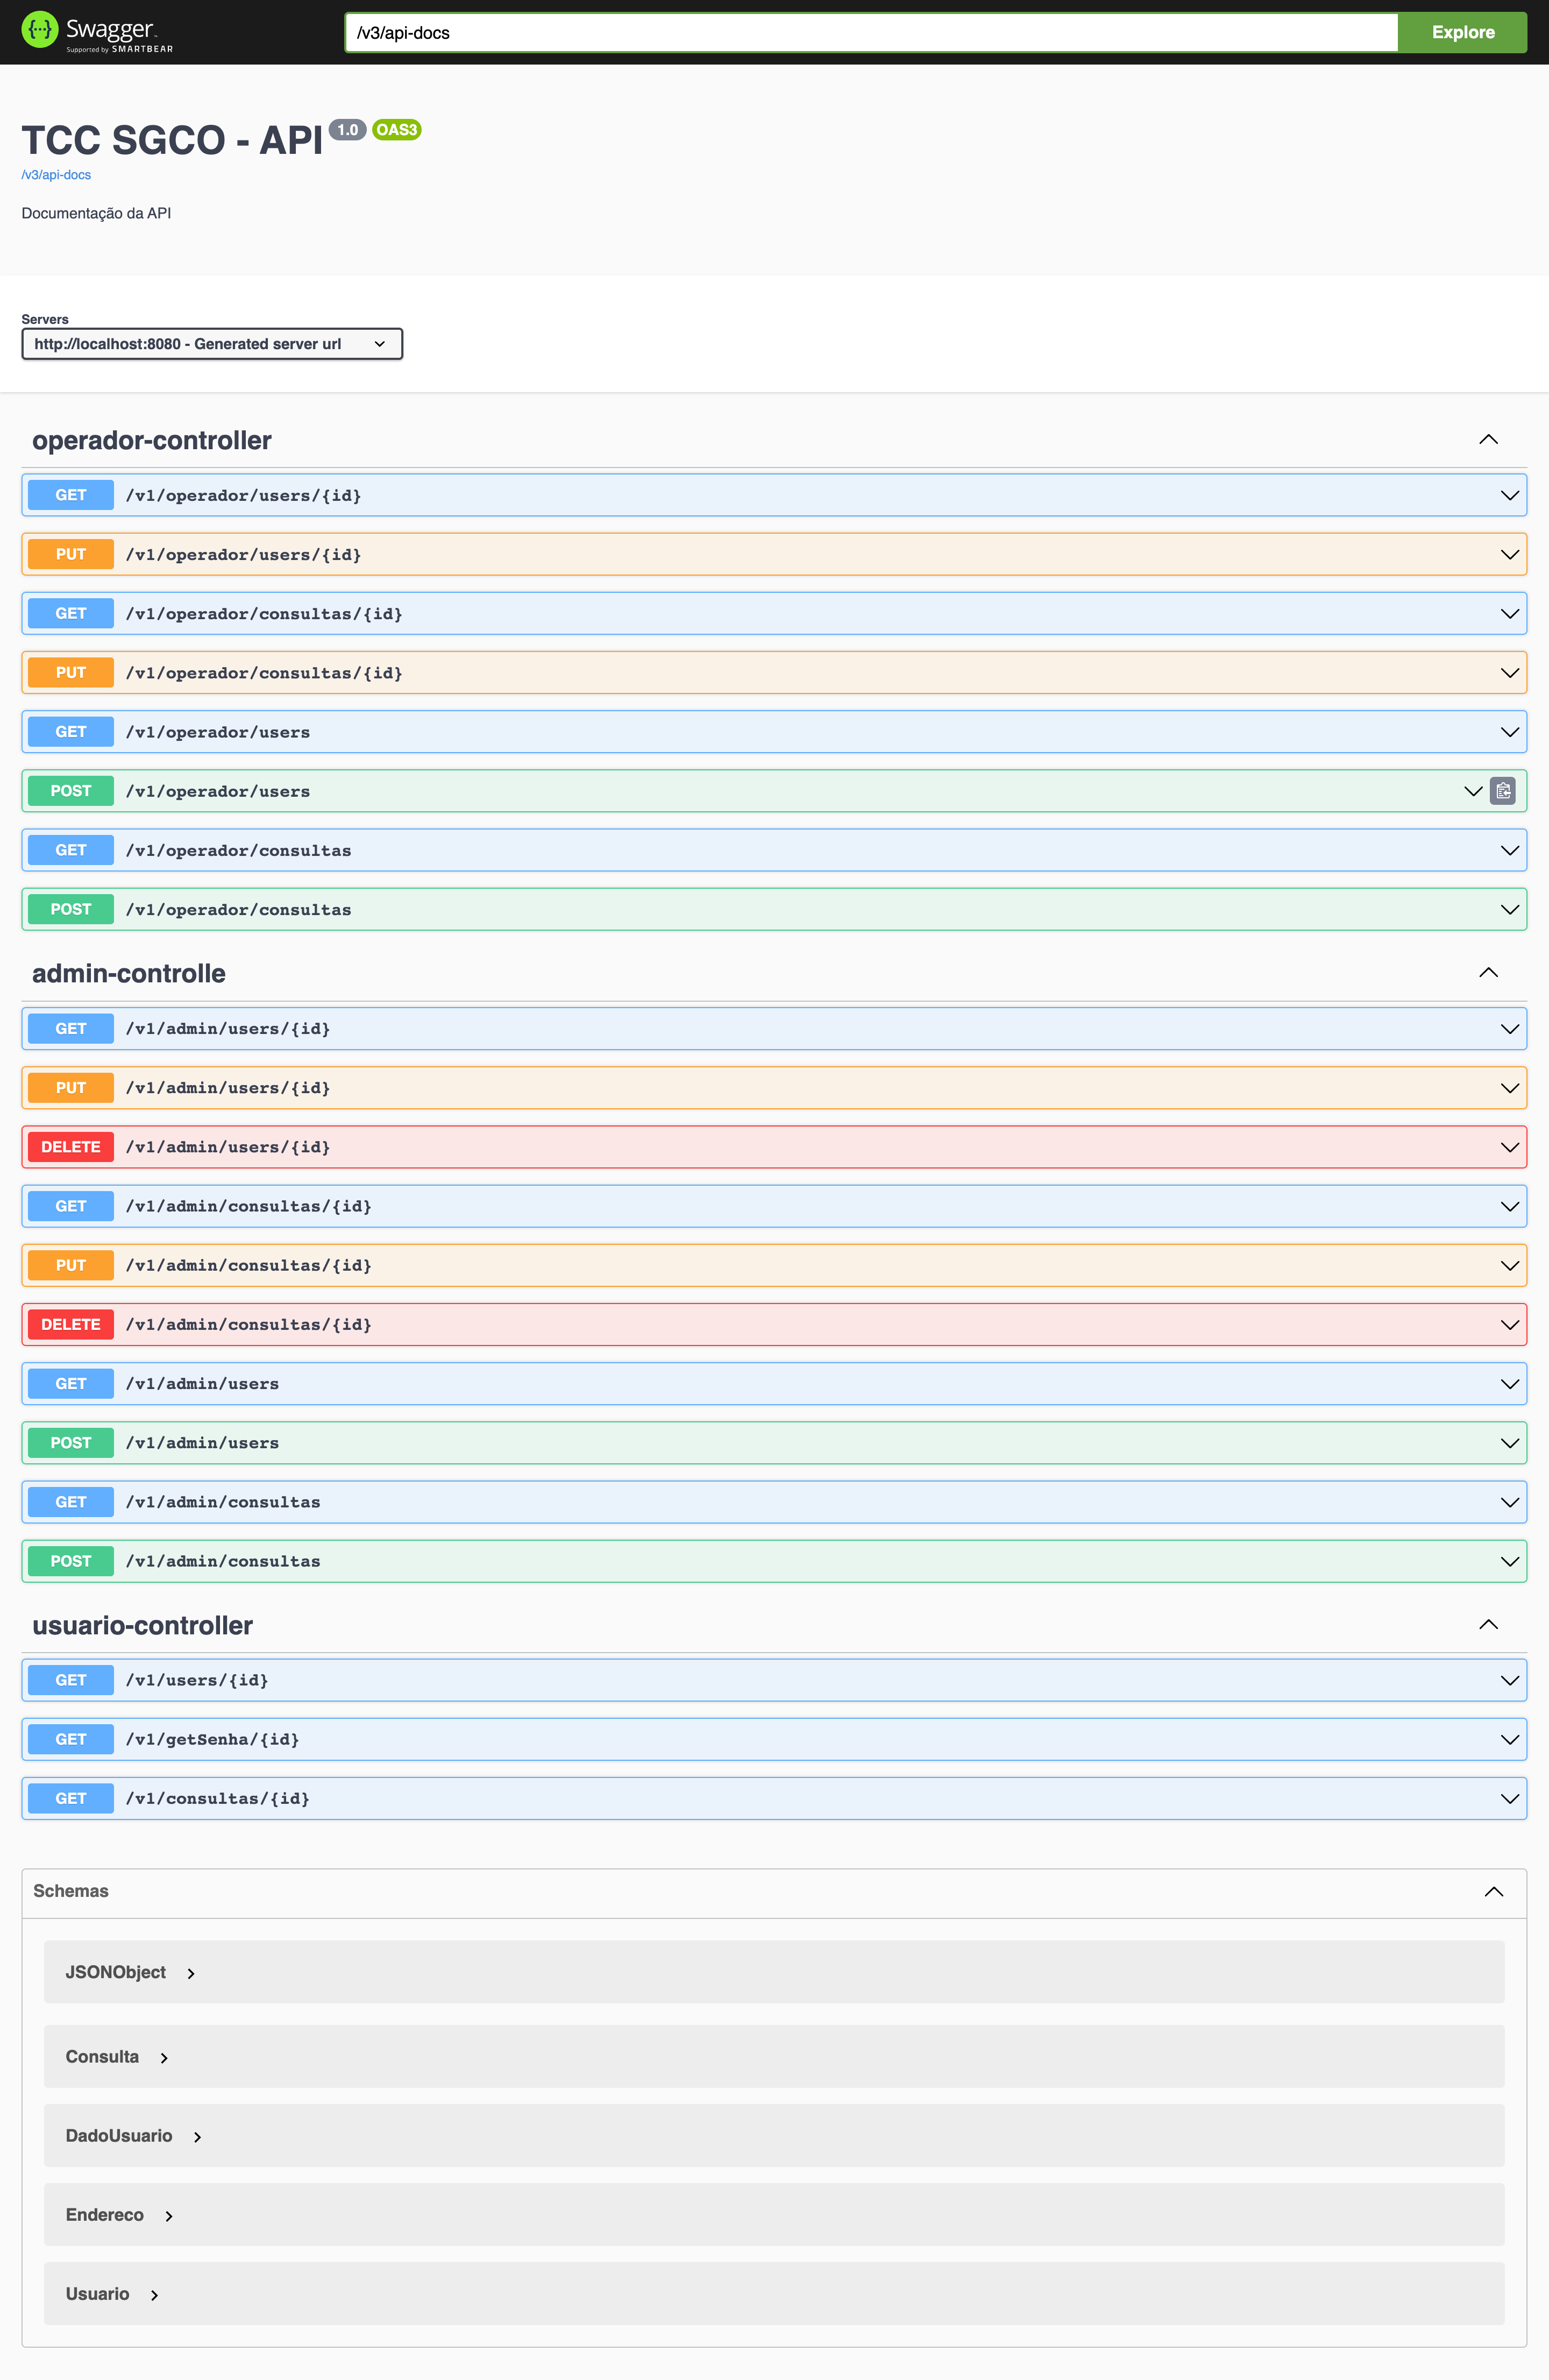 Swagger
Supported by SMARTBEAR
/v3/api-docs
Explore
TCC SGCO - API 1.0 OAS3
/v3/api-docs
Documentação da API
Servers
http://localhost:8080 - Generated server url
operador-controller
GET /v1/operador/users/{id}
PUT /v1/operador/users/{id}
GET /v1/operador/consultas/{id}
PUT /v1/operador/consultas/{id}
GET /v1/operador/users
POST /v1/operador/users
GET /v1/operador/consultas
POST /v1/operador/consultas
admin-controlle
GET /v1/admin/users/{id}
PUT /v1/admin/users/{id}
DELETE /v1/admin/users/{id}
GET /v1/admin/consultas/{id}
PUT /v1/admin/consultas/{id}
DELETE /v1/admin/consultas/{id}
GET /v1/admin/users
POST /v1/admin/users
GET /v1/admin/consultas
POST /v1/admin/consultas
usuario-controller
GET /v1/users/{id}
GET /v1/getSenha/{id}
GET /v1/consultas/{id}
Schemas
JSONObject
Consulta
DadoUsuario
Endereco
Usuario